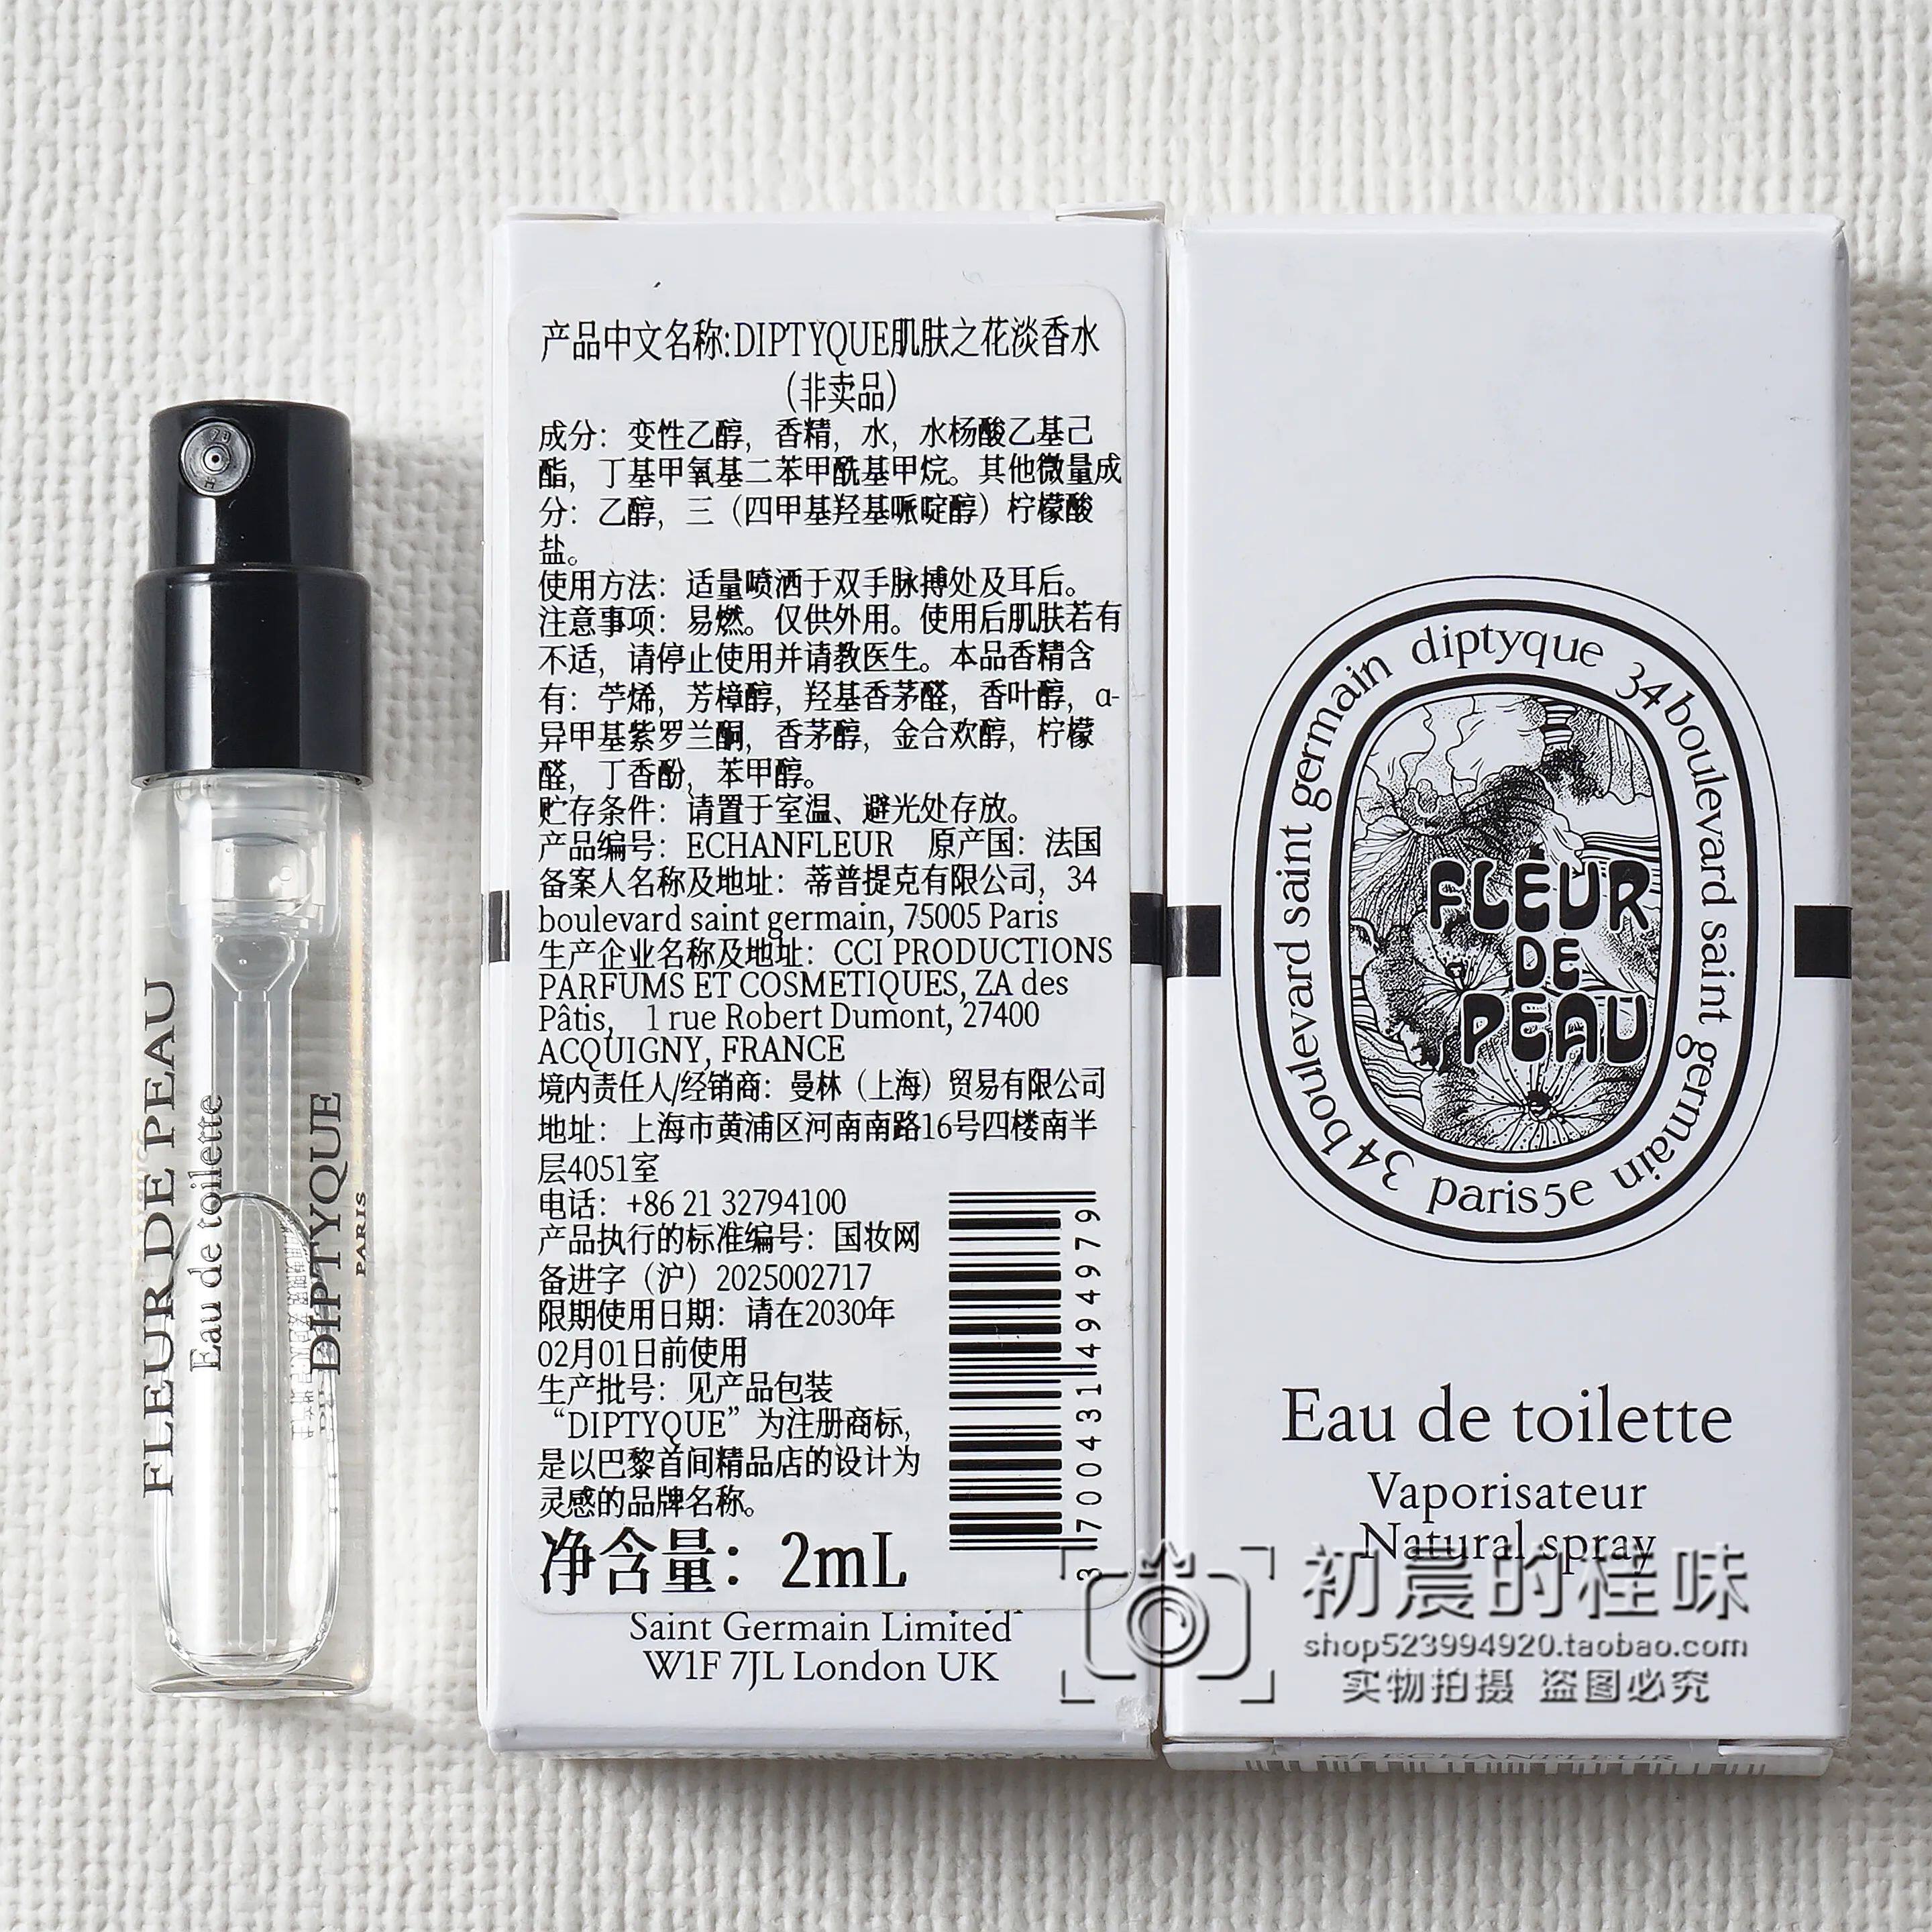 FLEUR DE PEAU
Eau de toilette
DIPTYQUE
PARIS
产品中文名称:DIPTYQUE肌肤之花淡香水
(非卖品)
成分：变性乙醇，香精，水，水杨酸乙基己
酯，丁基甲氧基二苯甲酰基甲烷。其他微量成
分：乙醇，三（四甲基羟基哌啶醇）柠檬酸
盐。
使用方法：适量喷洒于双手脉搏处及耳后。
注意事项：易燃。仅供外用。使用后肌肤若有
不适，请停止使用并请教医生。本品香精含
有：苧烯，芳樟醇，羟基香茅醛，香叶醇，α-
异甲基紫罗兰酮，香茅醇，金合欢醇，柠檬
醛，丁香酚，苯甲醇。
贮存条件：请置于室温、避光处存放。
产品编号：ECHANFLEUR 原产国：法国
备案人名称及地址：蒂普提克有限公司，34
boulevard saint germain, 75005 Paris
生产企业名称及地址：CCI PRODUCTIONS
PARFUMS ET COSMETIQUES, ZA des
Pâtis, 1 rue Robert Dumont, 27400
ACQUIGNY, FRANCE
境内责任人/经销商：曼林（上海）贸易有限公司
地址：上海市黄浦区河南南路16号四楼南半
层4051室
电话：+86 21 32794100
产品执行的标准编号：国妆网
备进字（沪）2025002717
限期使用日期：请在2030年
02月01日前使用
生产批号：见产品包装
“DIPTYQUE”为注册商标，
是以巴黎首间精品店的设计为
灵感的品牌名称。
净含量：2mL
3 700431 494979
Saint Germain Limited
W1F 7JL London UK
diptyque 34 boulevard saint germain
paris5e
34 boulevard saint germain
FLEUR
DE
PEAU
Eau de toilette
Vaporisateur
Natural spray
初晨的桂味
shop523994920.taobao.com
实物拍摄 盗图必究
ref ECHANFLEUR